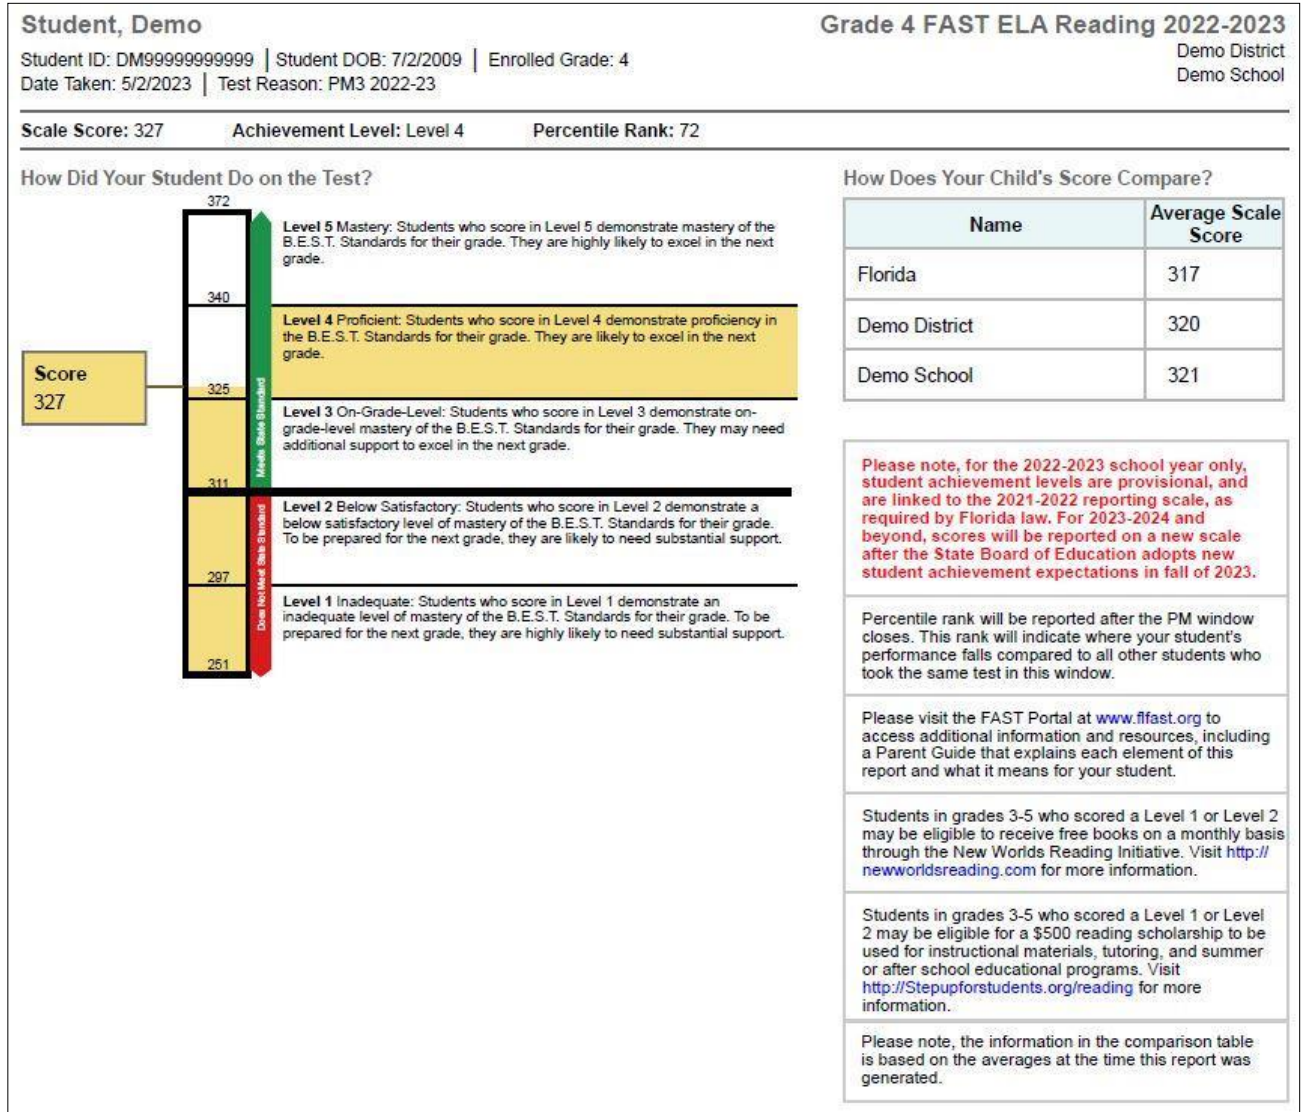 Student, Demo
Grade 4 FAST ELA Reading 2022-2023
Student ID: DM99999999999 | Student DOB: 7/2/2009 | Enrolled Grade: 4
Demo District
Date Taken: 5/2/2023 | Test Reason: PM3 2022-23
Demo School
Scale Score: 327 Achievement Level: Level 4 Percentile Rank: 72
How Did Your Student Do on the Test?
372
Level 5 Mastery: Students who score in Level 5 demonstrate mastery of the
B.E.S.T. Standards for their grade. They are highly likely to excel in the next
grade.
340
Level 4 Proficient: Students who score in Level 4 demonstrate proficiency in
the B.E.S.T. Standards for their grade. They are likely to excel in the next
grade.
Score
327
325
Meets State Standard
Level 3 On-Grade-Level: Students who score in Level 3 demonstrate on-
grade-level mastery of the B.E.S.T. Standards for their grade. They may need
additional support to excel in the next grade.
311
Level 2 Below Satisfactory: Students who score in Level 2 demonstrate a
below satisfactory level of mastery of the B.E.S.T. Standards for their grade.
To be prepared for the next grade, they are likely to need substantial support.
Does Not Meet State Standard
297
Level 1 Inadequate: Students who score in Level 1 demonstrate an
inadequate level of mastery of the B.E.S.T. Standards for their grade. To be
prepared for the next grade, they are highly likely to need substantial support.
251
How Does Your Child's Score Compare?
Name
Average Scale
Score
Florida 317
Demo District 320
Demo School 321
Please note, for the 2022-2023 school year only,
student achievement levels are provisional, and
are linked to the 2021-2022 reporting scale, as
required by Florida law. For 2023-2024 and
beyond, scores will be reported on a new scale
after the State Board of Education adopts new
student achievement expectations in fall of 2023.
Percentile rank will be reported after the PM window
closes. This rank will indicate where your student's
performance falls compared to all other students who
took the same test in this window.
Please visit the FAST Portal at www.flfast.org to
access additional information and resources, including
a Parent Guide that explains each element of this
report and what it means for your student.
Students in grades 3-5 who scored a Level 1 or Level 2
may be eligible to receive free books on a monthly basis
through the New Worlds Reading Initiative. Visit http://
newworldsreading.com for more information.
Students in grades 3-5 who scored a Level 1 or Level
2 may be eligible for a $500 reading scholarship to be
used for instructional materials, tutoring, and summer
or after school educational programs. Visit
http://Stepupforstudents.org/reading for more
information.
Please note, the information in the comparison table
is based on the averages at the time this report was
generated.